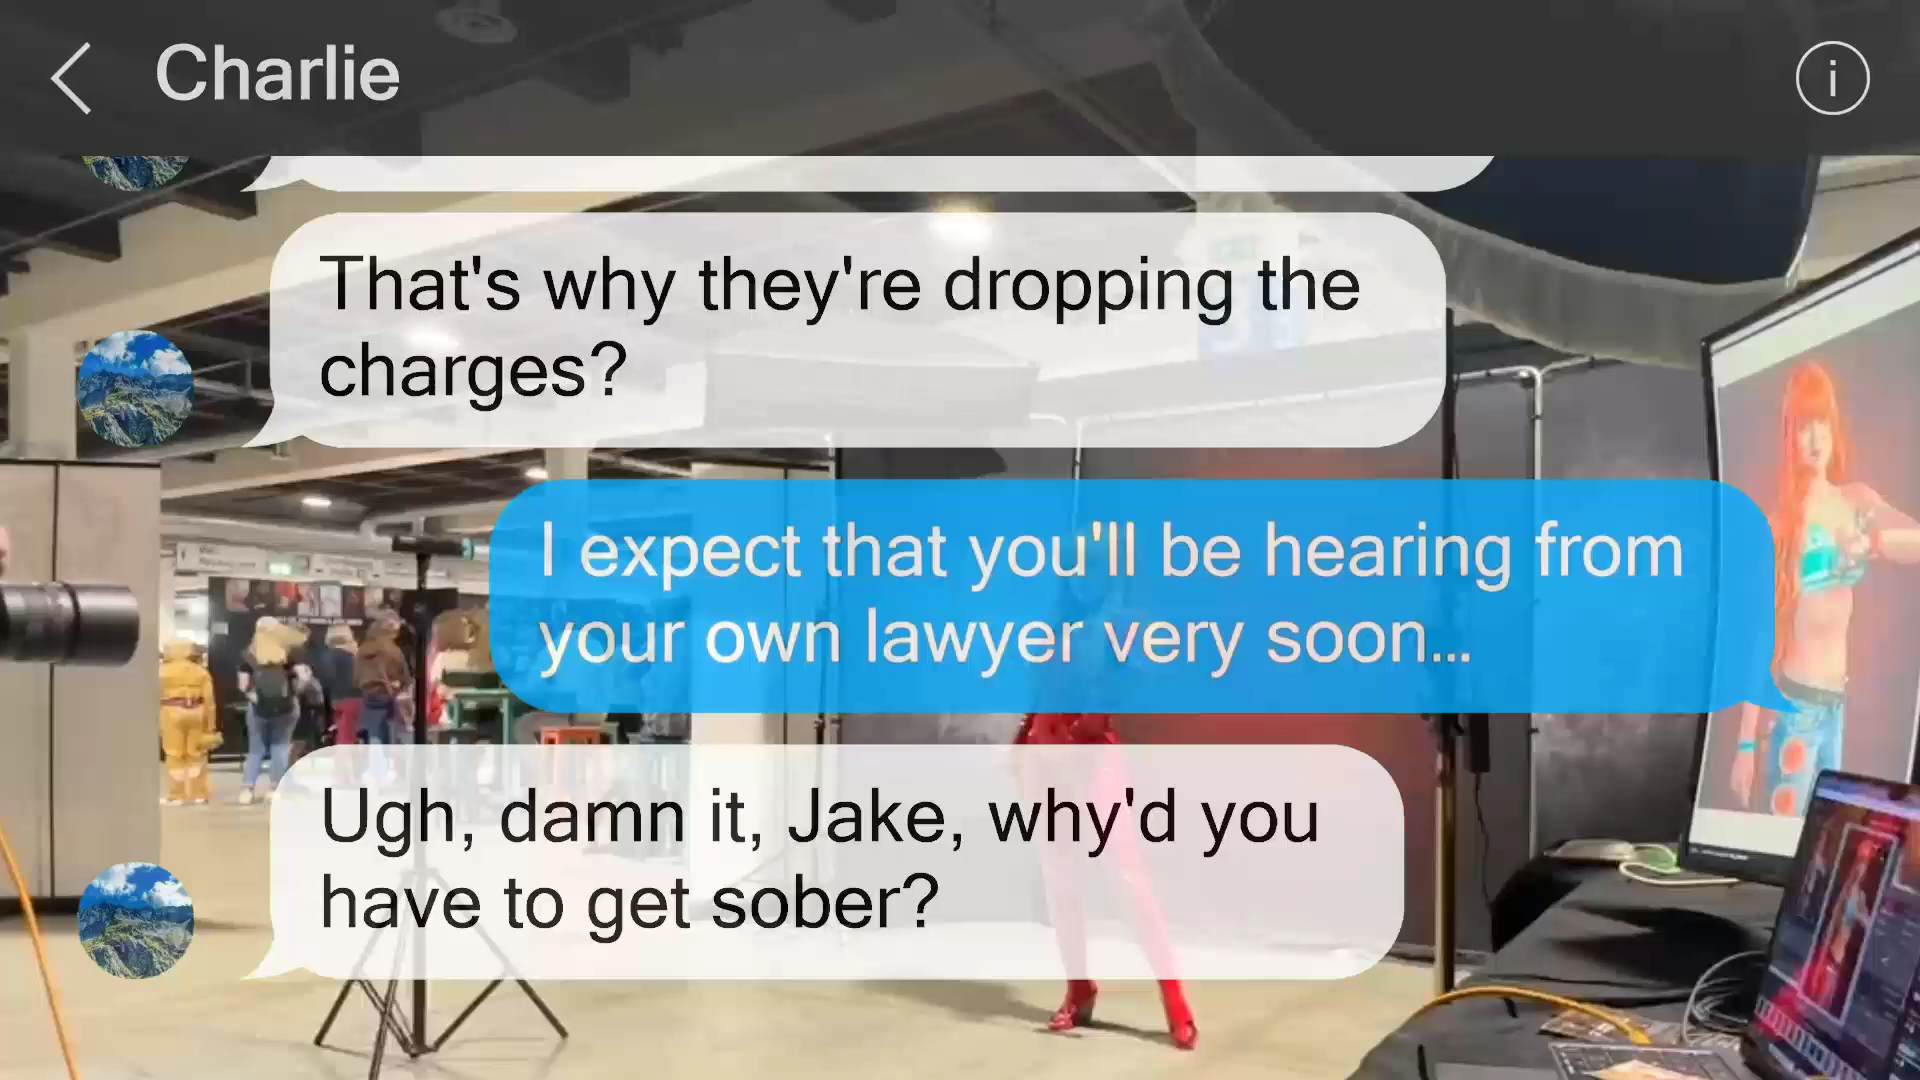 Charlie
That's why they're dropping the
charges?
I expect that you'll be hearing from
your own lawyer very soon...
Ugh, damn it, Jake, why'd you
have to get sober?